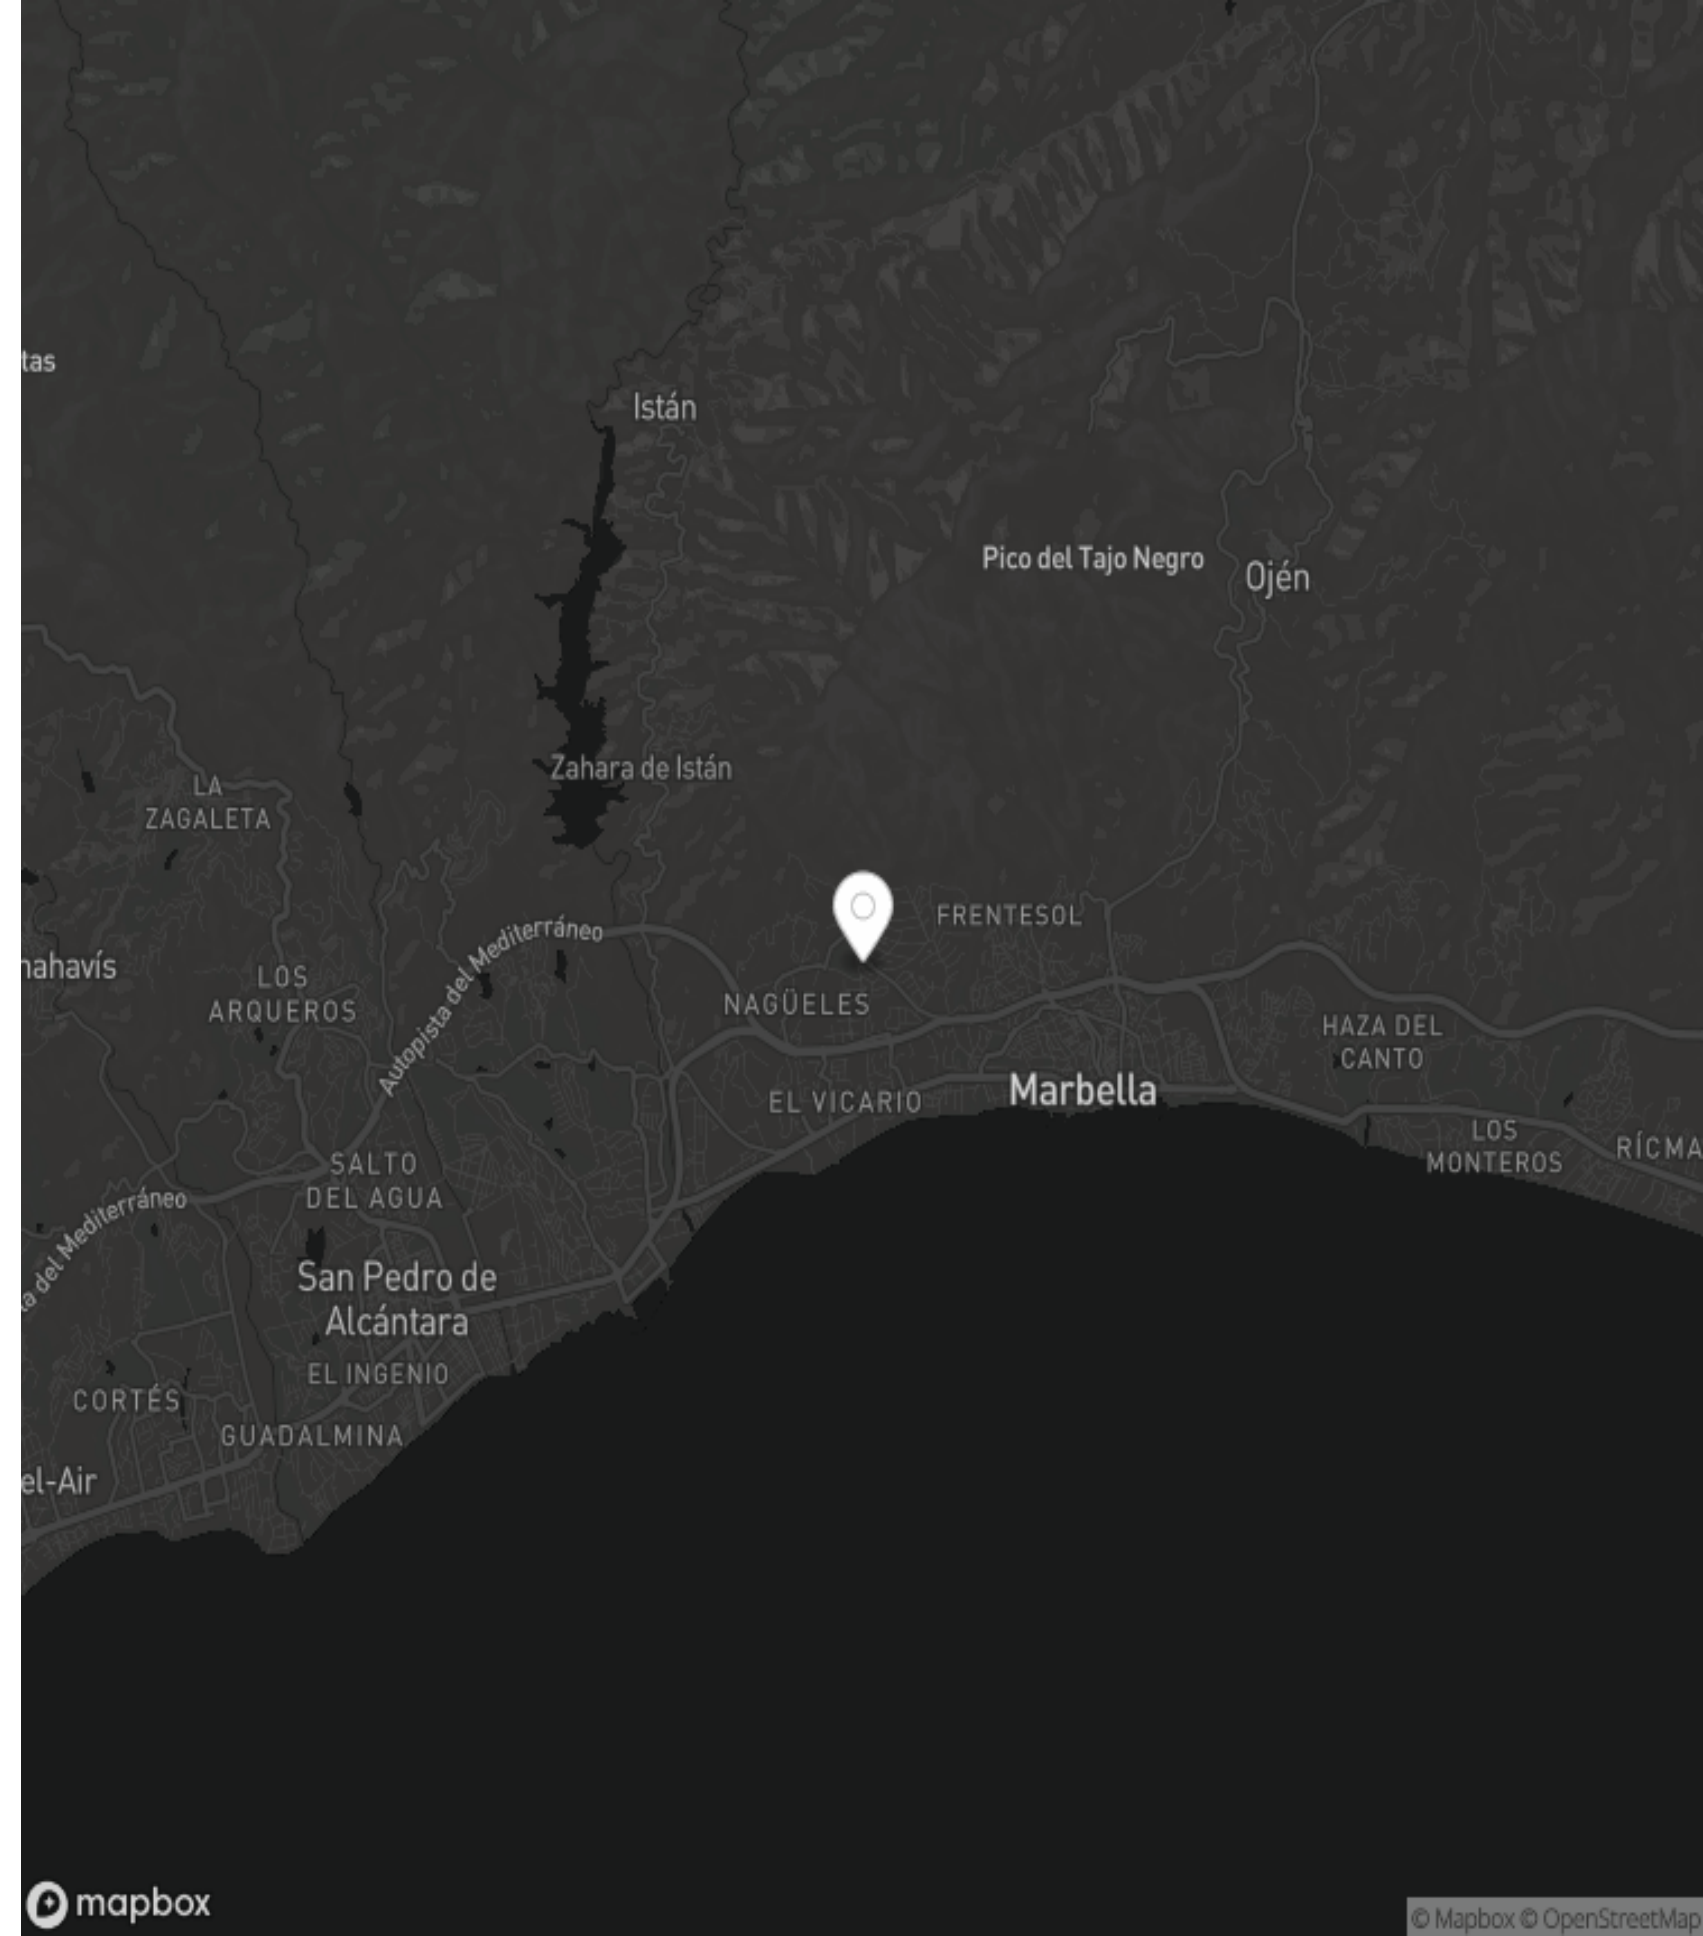 tas
Istán
Pico del Tajo Negro
Ojén
Zahara de Istán
LA
ZAGALETA
FRENTESOL
Autopista del Mediterráneo
nahavís
LOS
ARQUEROS
NAGÜELES
HAZA DEL
CANTO
Marbella
EL VICARIO
LOS
MONTEROS
RÍCMA
SALTO
DEL AGUA
ta del Mediterráneo
San Pedro de
Alcántara
EL INGENIO
CORTÉS
GUADALMINA
el-Air
mapbox
© Mapbox © OpenStreetMap